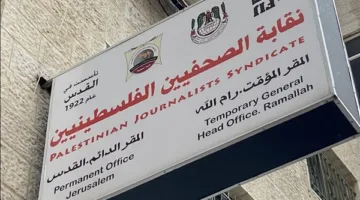 نقابة الصحفيين الفلسطينيين
PALESTINIAN JOURNALISTS SYNDICATE
تأسست في
القدس
عام 1922
المقر المؤقت. رام الله
Temporary General
Head Office. Ramallah
المقر الدائم. القدس
Permanent Office
Jerusalem